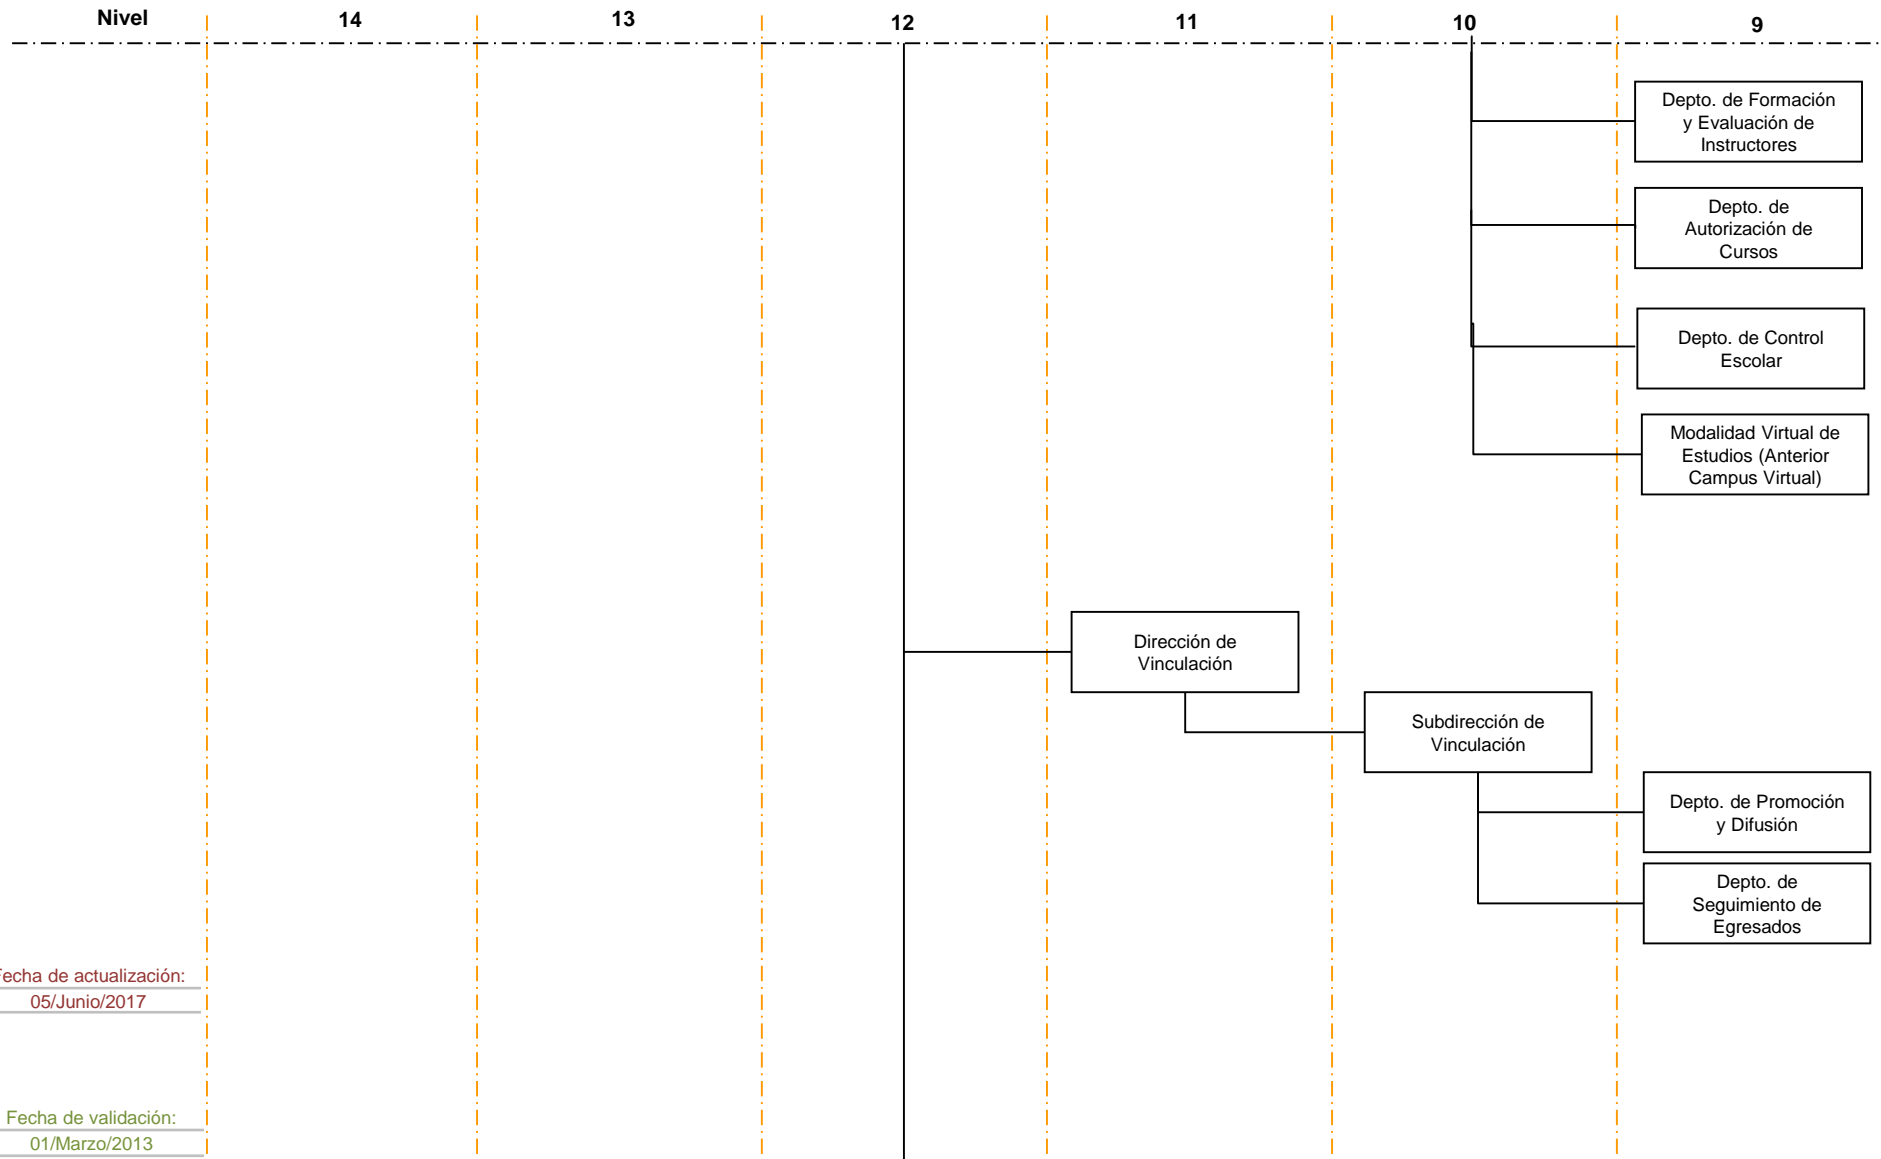 Nivel 14 13 12 11 10 9
Depto. de Formación
y Evaluación de
Instructores
Depto. de
Autorización de
Cursos
Depto. de Control
Escolar
Modalidad Virtual de
Estudios (Anterior
Campus Virtual)
Dirección de
Vinculación
Subdirección de
Vinculación
Depto. de Promoción
y Difusión
Depto. de
Seguimiento de
Egresados
Fecha de actualización:
05/Junio/2017
Fecha de validación:
01/Marzo/2013